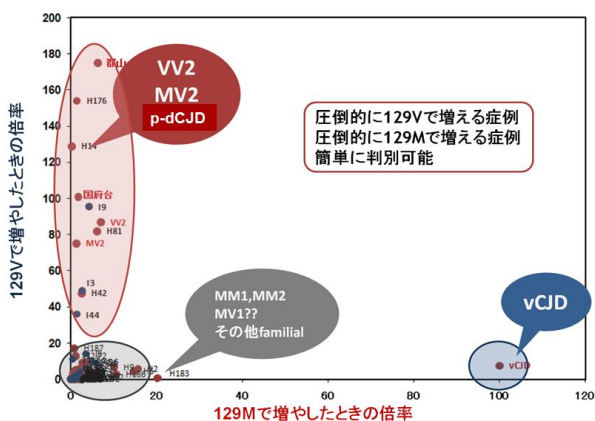 200
180
160
140
120
100
80
60
40
20
0
129Vで増やしたときの倍率
郡山
H176
H14
国府台
I9
VV2
H81
MV2
I3
H42
I44
VV2
MV2
p-dCJD
圧倒的に129Vで増える症例
圧倒的に129Mで増える症例
簡単に判別可能
MM1,MM2
MV1??
その他familial
vCJD
H187
H183
vCJD
0 20 40 60 80 100 120
129Mで増やしたときの倍率